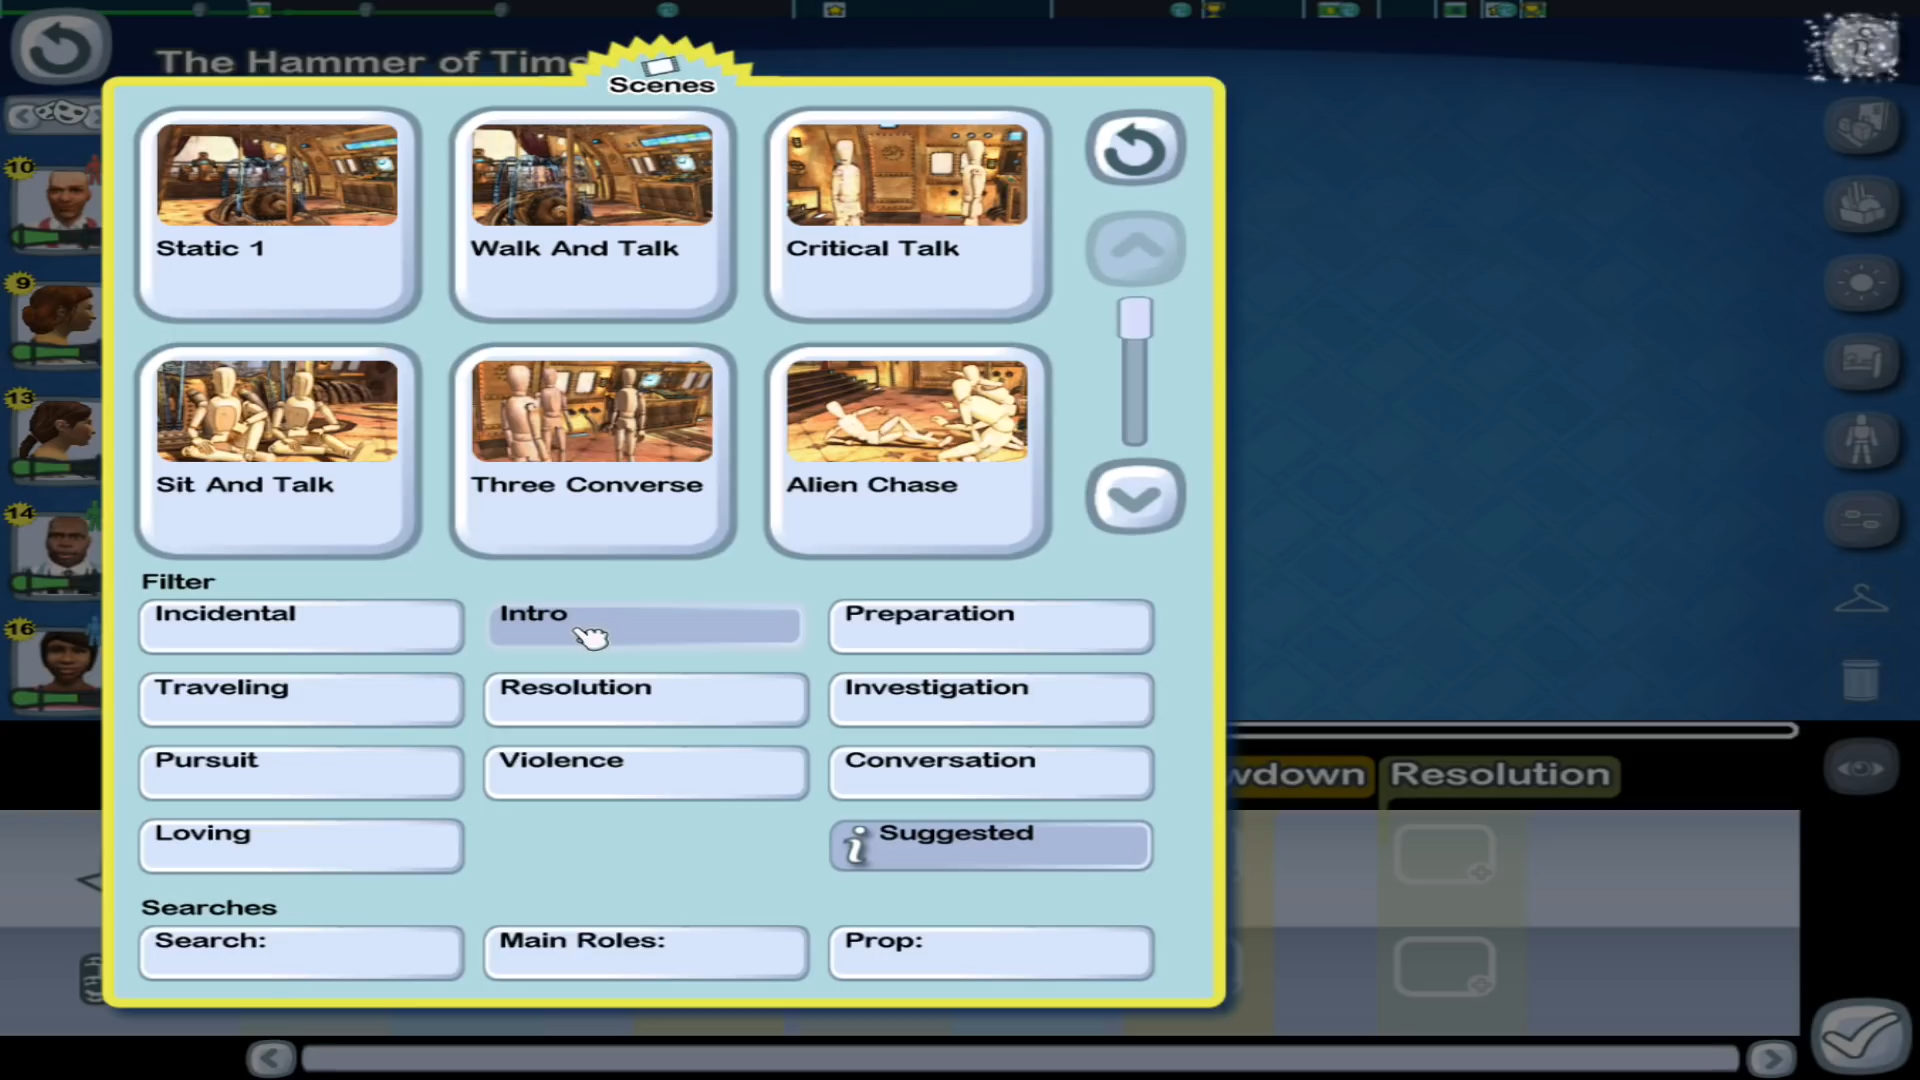 The Hammer of Time
Scenes
Static 1
Walk And Talk
Critical Talk
Sit And Talk
Three Converse
Alien Chase
10
9
13
14
16
Filter
Incidental
Intro
Preparation
Traveling
Resolution
Investigation
Pursuit
Violence
Conversation
Loving
Suggested
Searches
Search:
Main Roles:
Prop:
wdown
Resolution